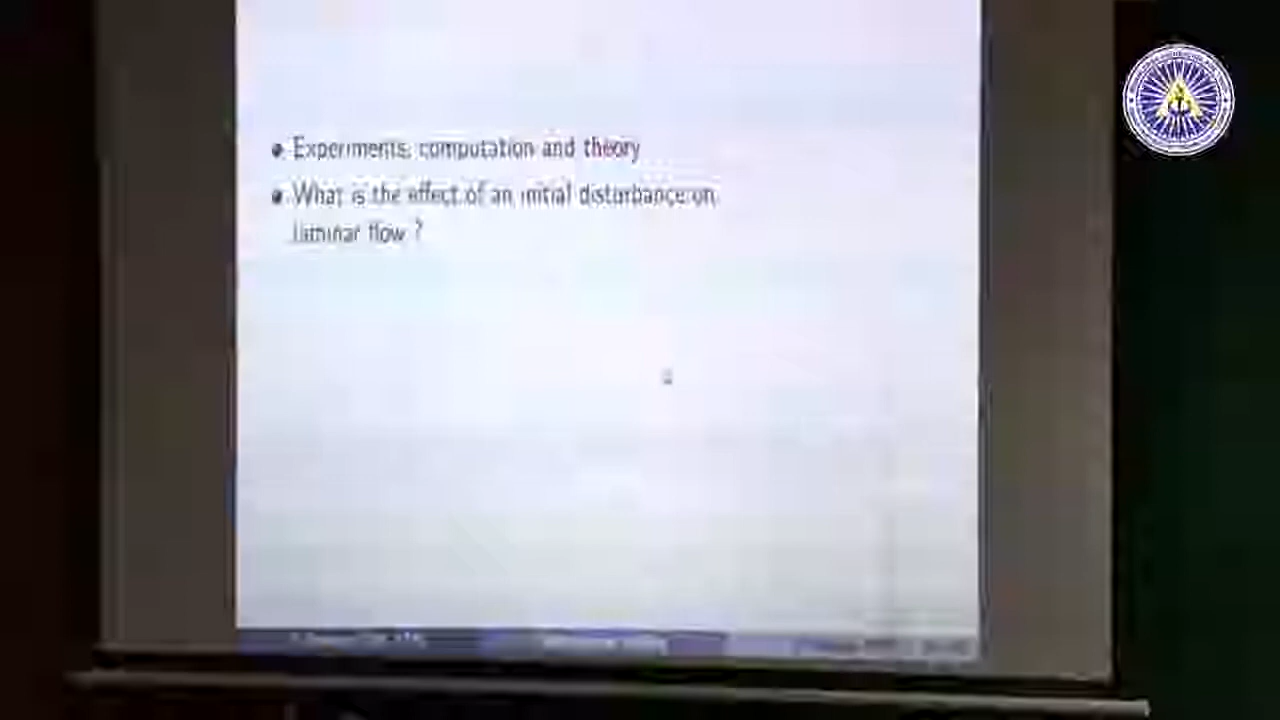 Experiments, computation and theory
What is the effect of an initial disturbance on
laminar flow ?